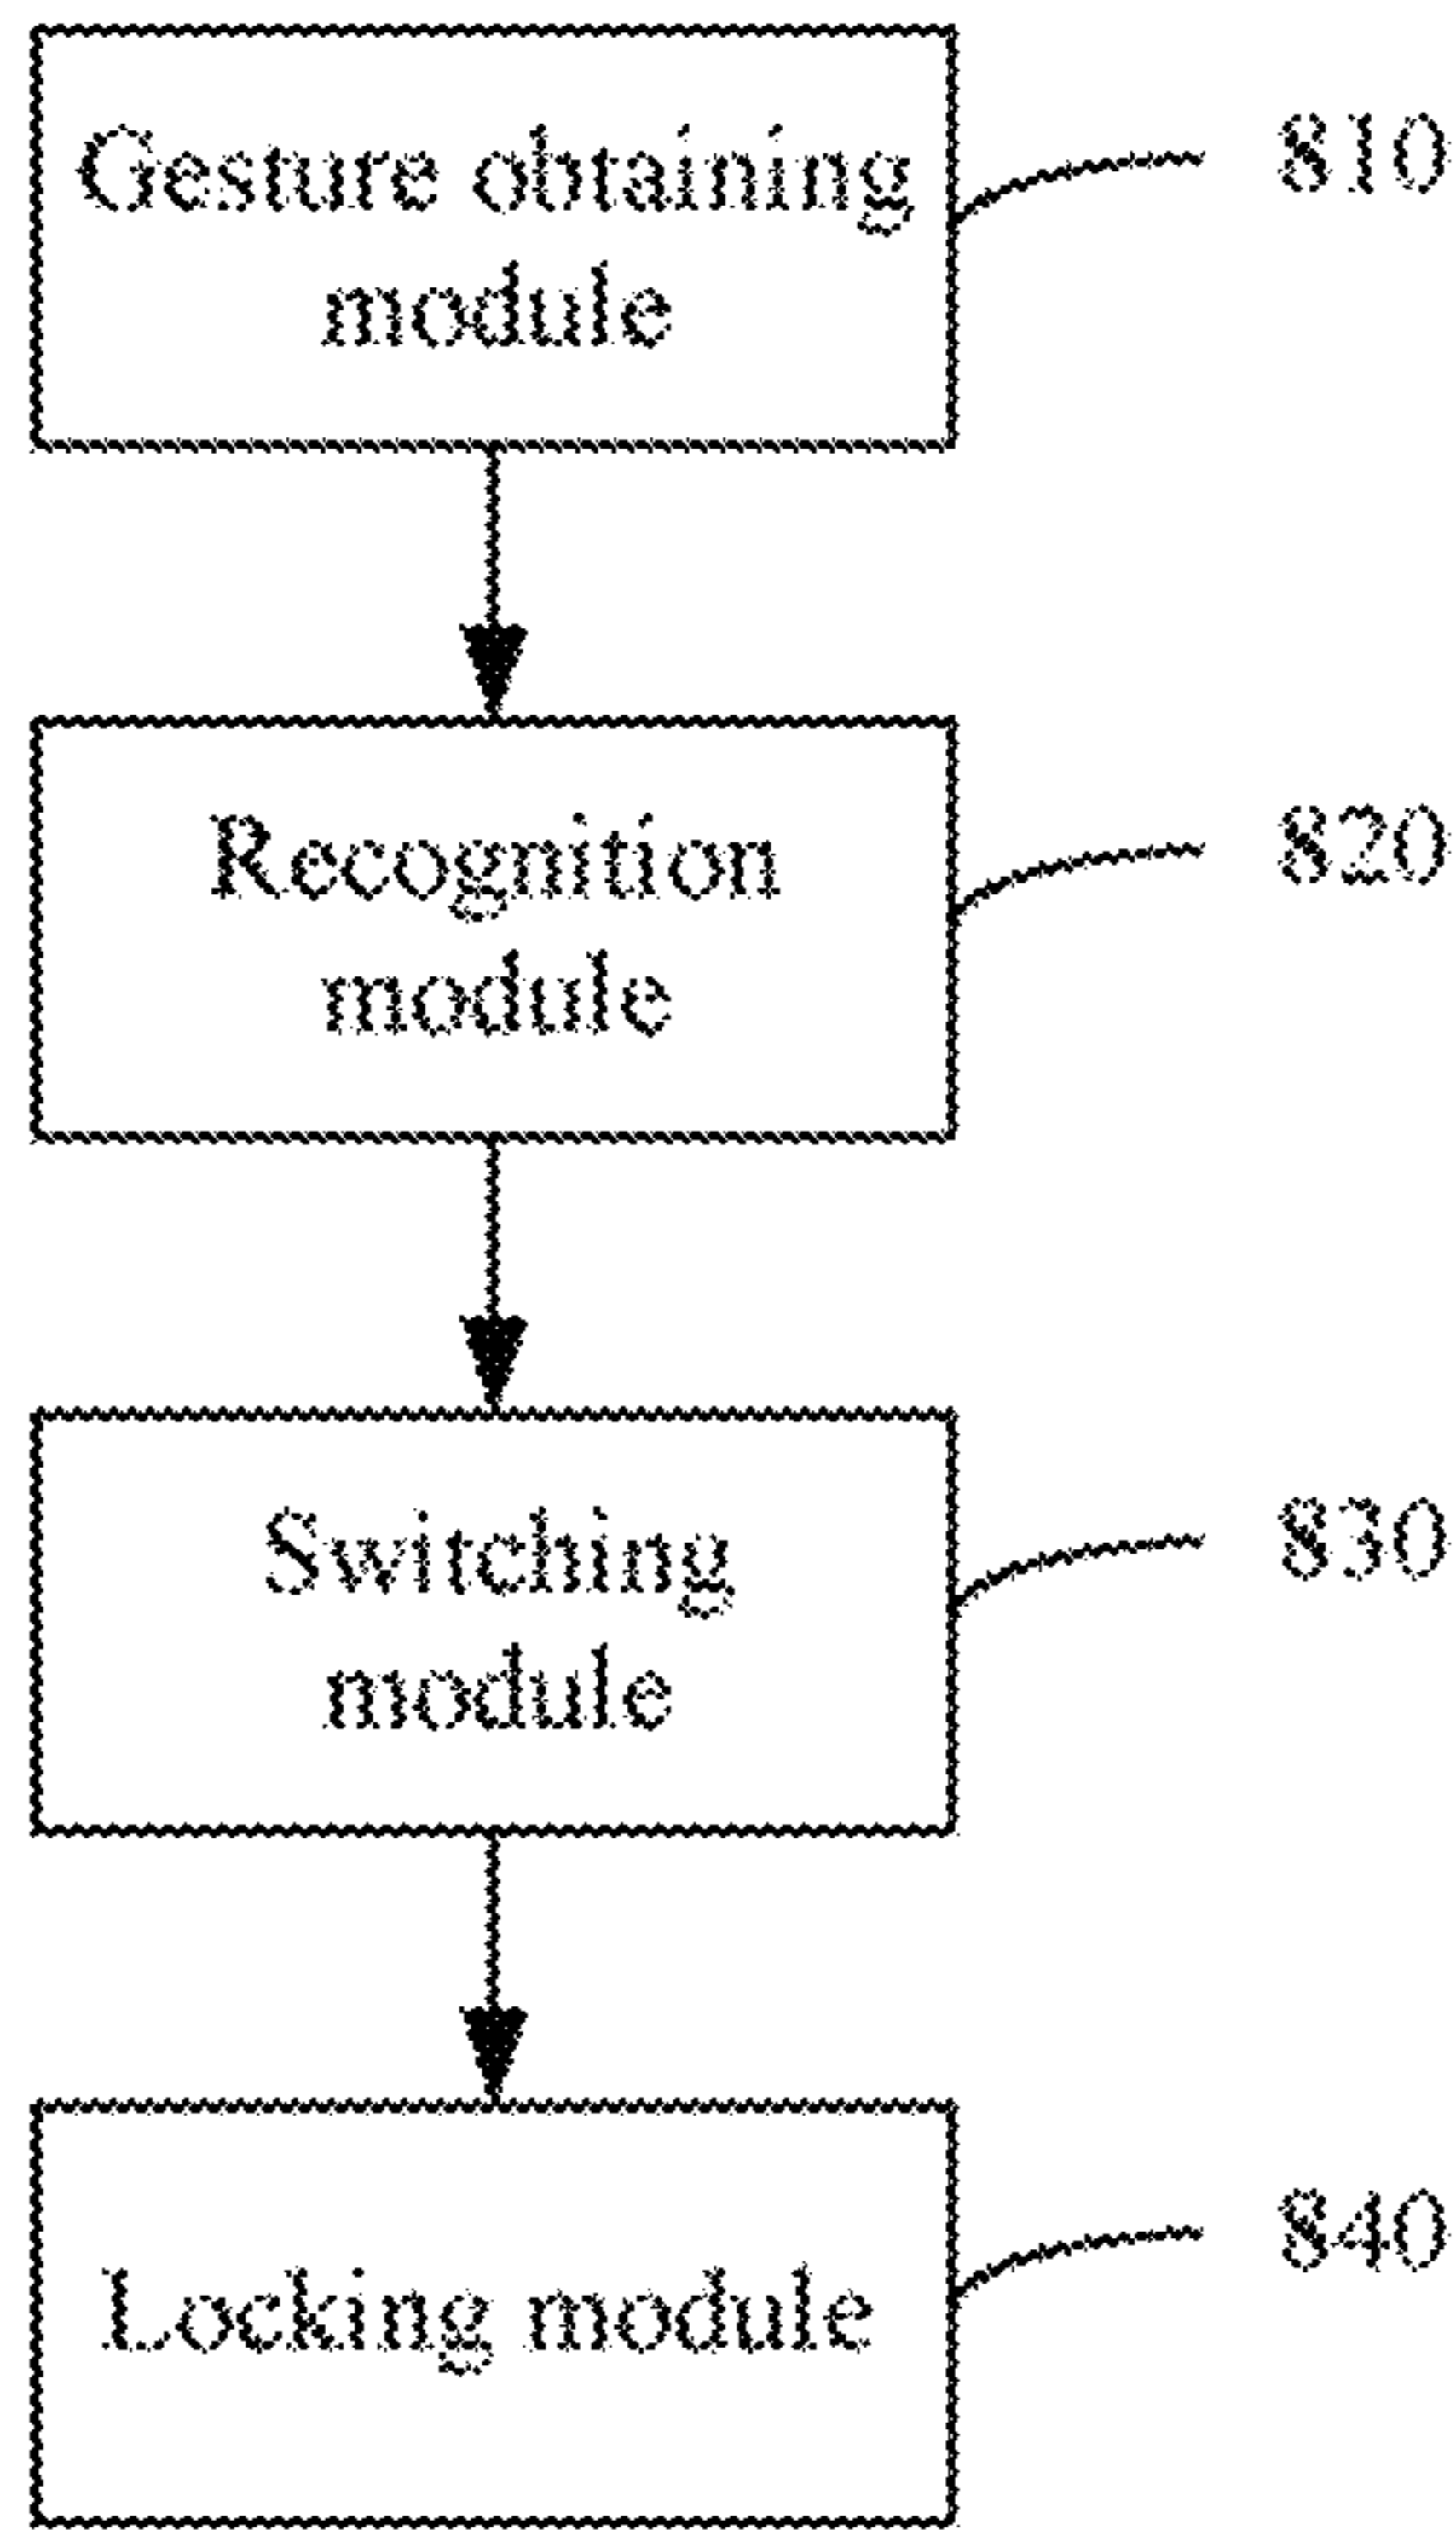 Gesture obtaining
module
810
Recognition
module
820
Switching
module
830
Locking module
840